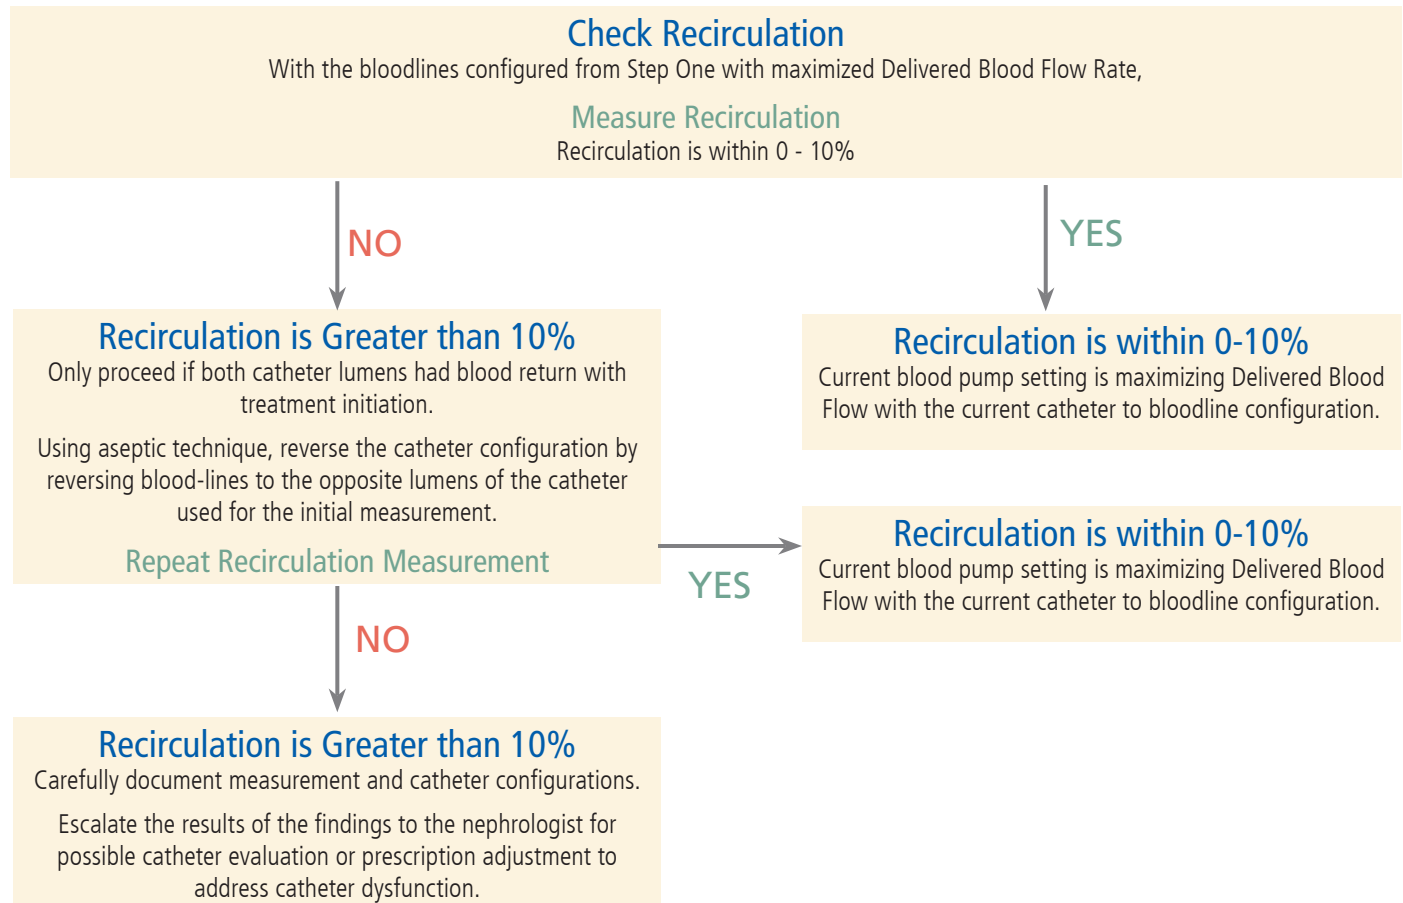 Check Recirculation
With the bloodlines configured from Step One with maximized Delivered Blood Flow Rate,
Measure Recirculation
Recirculation is within 0 - 10%
NO
YES
Recirculation is Greater than 10%
Only proceed if both catheter lumens had blood return with
treatment initiation.
Using aseptic technique, reverse the catheter configuration by
reversing blood-lines to the opposite lumens of the catheter
used for the initial measurement.
Repeat Recirculation Measurement
Recirculation is within 0-10%
Current blood pump setting is maximizing Delivered Blood
Flow with the current catheter to bloodline configuration.
YES
Recirculation is within 0-10%
Current blood pump setting is maximizing Delivered Blood
Flow with the current catheter to bloodline configuration.
NO
Recirculation is Greater than 10%
Carefully document measurement and catheter configurations.
Escalate the results of the findings to the nephrologist for
possible catheter evaluation or prescription adjustment to
address catheter dysfunction.